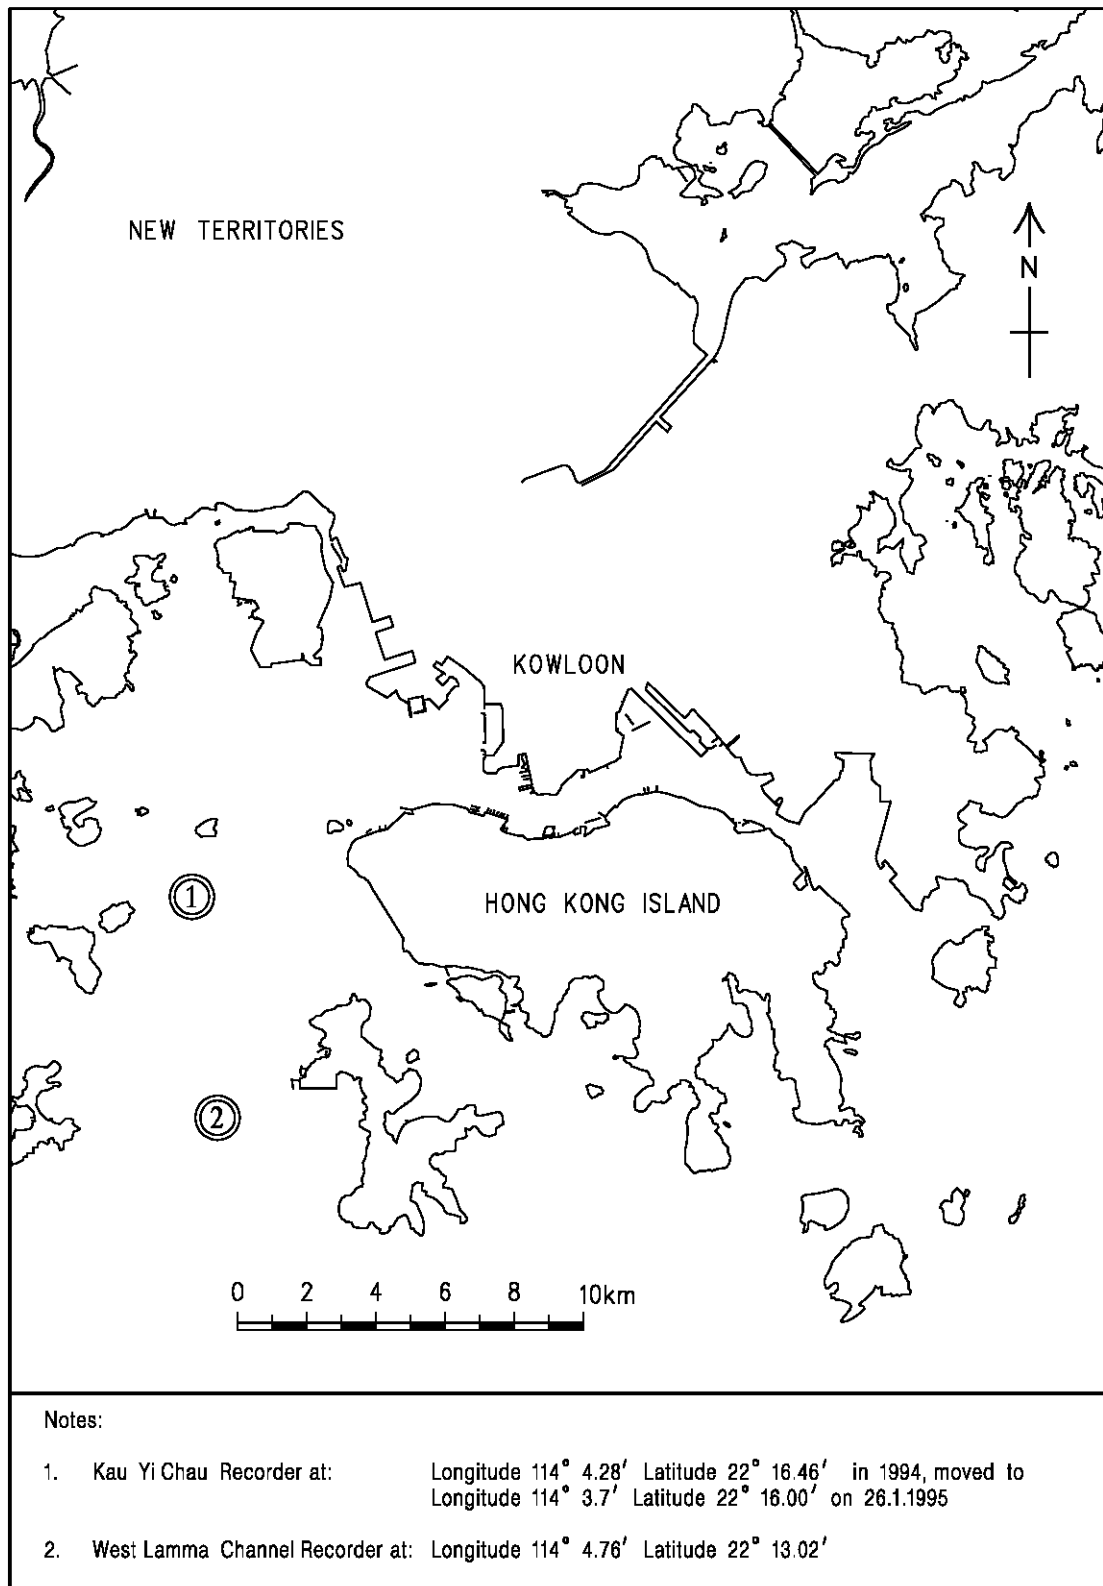 NEW TERRITORIES
N
KOWLOON
1
HONG KONG ISLAND
2
0 2 4 6 8 10km
Notes:
1. Kau Yi Chau Recorder at: Longitude 114° 4.28' Latitude 22° 16.46' in 1994, moved to
Longitude 114° 3.7' Latitude 22° 16.00' on 26.1.1995
2. West Lamma Channel Recorder at: Longitude 114° 4.76' Latitude 22° 13.02'